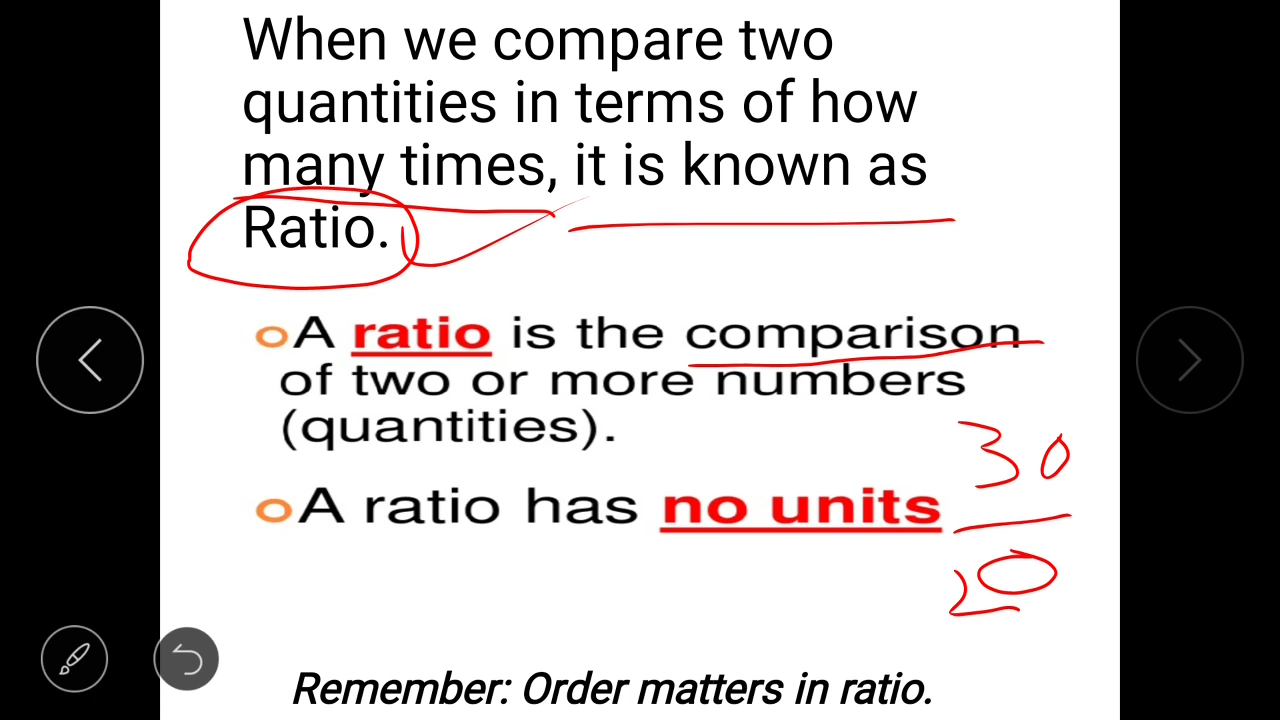 When we compare two
quantities in terms of how
many times, it is known as
Ratio.
A ratio is the comparison
of two or more numbers
(quantities).
A ratio has no units
30
20
Remember: Order matters in ratio.